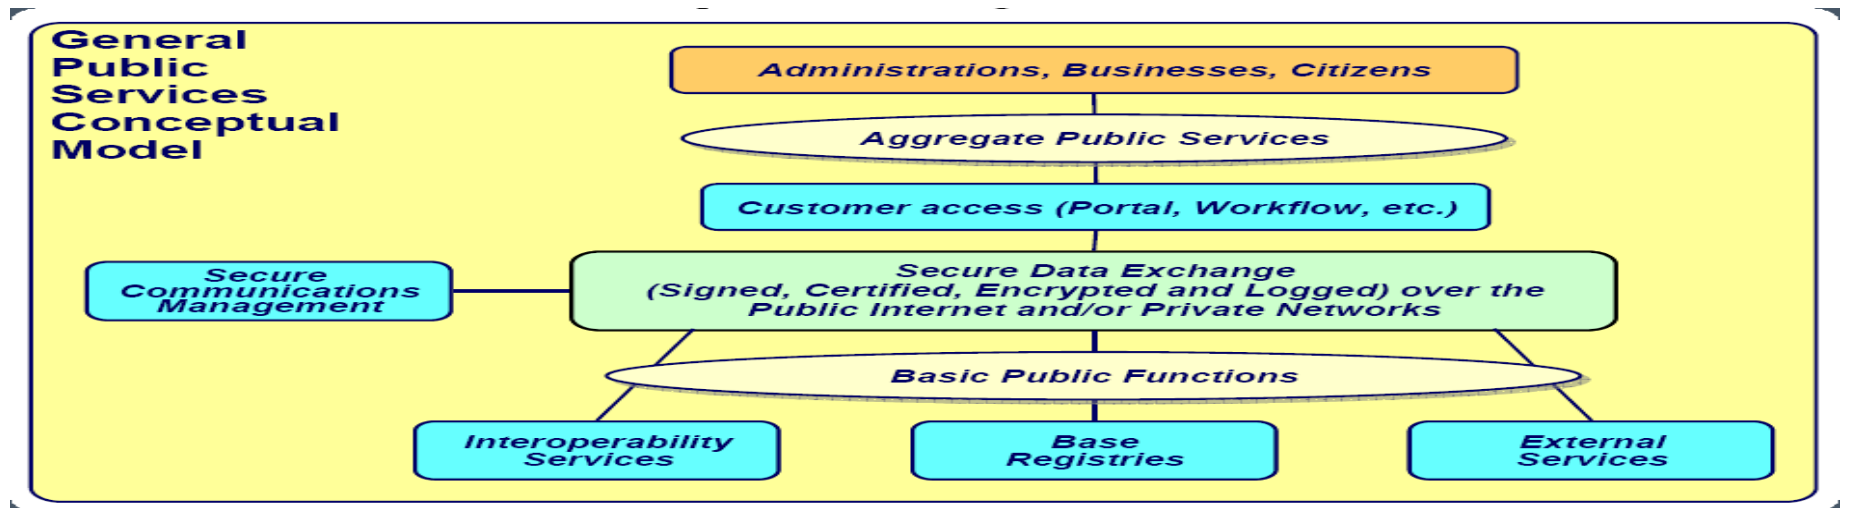 General
Public
Services
Conceptual
Model
Administrations, Businesses, Citizens
Aggregate Public Services
Customer access (Portal, Workflow, etc.)
Secure
Communications
Management
Secure Data Exchange
(Signed, Certified, Encrypted and Logged) over the
Public Internet and/or Private Networks
Basic Public Functions
Interoperability
Services
Base
Registries
External
Services